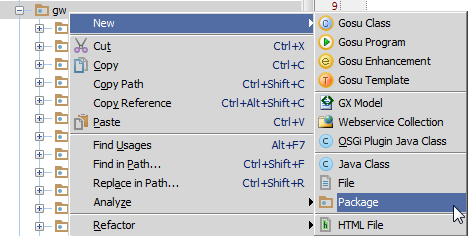 gw
9
New
Cut Ctrl+X
Copy Ctrl+C
Copy Path Ctrl+Shift+C
Copy Reference Ctrl+Alt+Shift+C
Paste Ctrl+V
Find Usages Alt+F7
Find in Path... Ctrl+Shift+F
Replace in Path... Ctrl+Shift+R
Analyze
Refactor
Gosu Class
Gosu Program
Gosu Enhancement
Gosu Template
GX Model
Webservice Collection
OSGi Plugin Java Class
Java Class
File
Package
HTML File